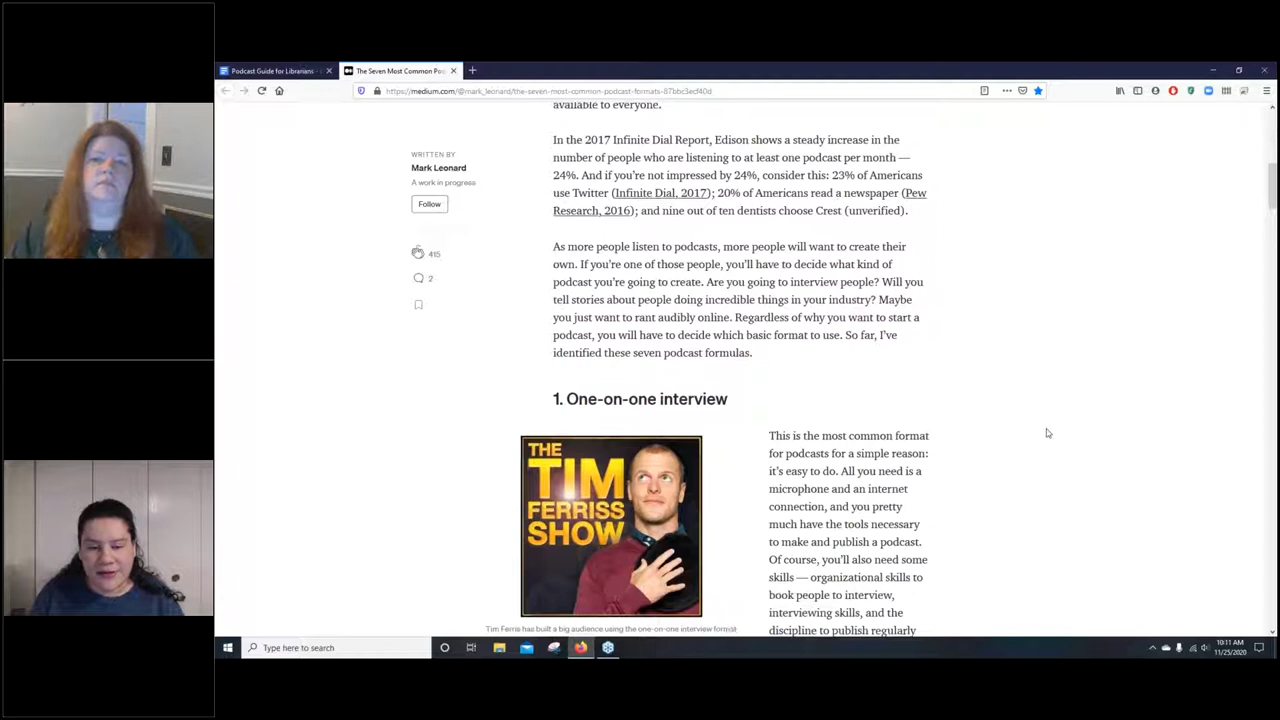 Podcast Guide for Librarians -
The Seven Most Common Po
https://medium.com/@mark_leonard/the-seven-most-common-podcast-formats-87bbc3ecf40d
available to everyone.
WRITTEN BY
Mark Leonard
A work in progress
Follow
415
2
In the 2017 Infinite Dial Report, Edison shows a steady increase in the
number of people who are listening to at least one podcast per month —
24%. And if you're not impressed by 24%, consider this: 23% of Americans
use Twitter (Infinite Dial, 2017); 20% of Americans read a newspaper (Pew
Research, 2016); and nine out of ten dentists choose Crest (unverified).
As more people listen to podcasts, more people will want to create their
own. If you're one of those people, you'll have to decide what kind of
podcast you're going to create. Are you going to interview people? Will you
tell stories about people doing incredible things in your industry? Maybe
you just want to rant audibly online. Regardless of why you want to start a
podcast, you will have to decide which basic format to use. So far, I've
identified these seven podcast formulas.
1. One-on-one interview
THE
TIM
FERRISS
SHOW
Tim Ferris has built a big audience using the one-on-one interview format
This is the most common format
for podcasts for a simple reason:
it's easy to do. All you need is a
microphone and an internet
connection, and you pretty
much have the tools necessary
to make and publish a podcast.
Of course, you'll also need some
skills — organizational skills to
book people to interview,
interviewing skills, and the
discipline to publish regularly
Type here to search
10:11 AM
11/25/2020